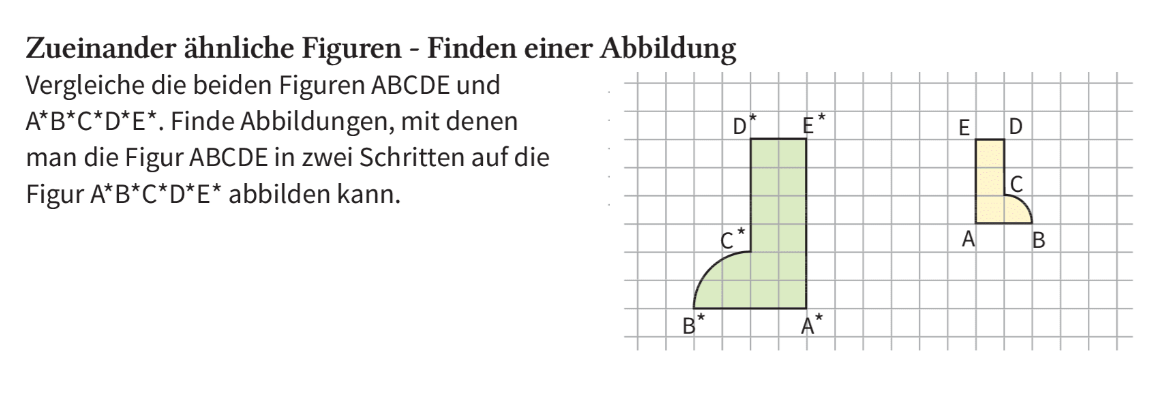 Zueinander ähnliche Figuren - Finden einer Abbildung
Vergleiche die beiden Figuren ABCDE und
A*B*C*D*E*. Finde Abbildungen, mit denen
man die Figur ABCDE in zwei Schritten auf die
Figur A*B*C*D*E* abbilden kann.
D* E* E D
C
C* A B
B* A*